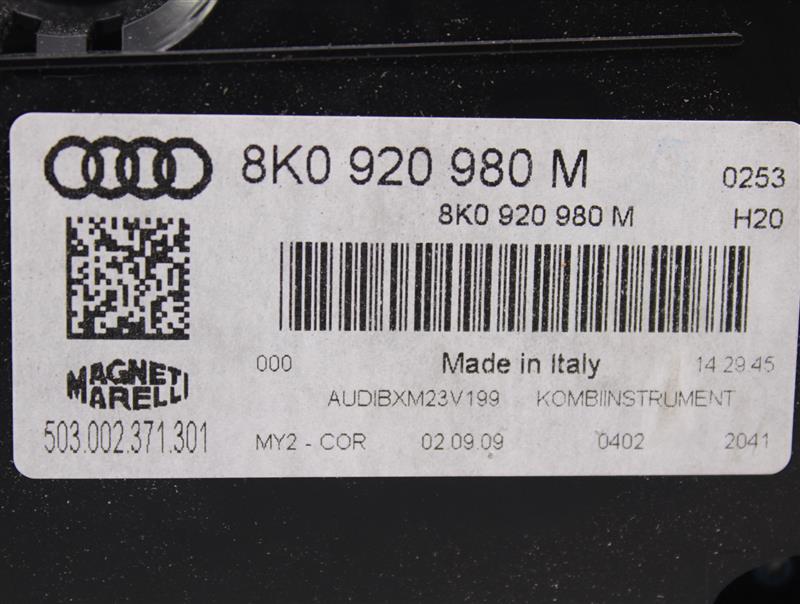 8K0 920 980 M 0253
8K0 920 980 M H20
000 Made in Italy 14 29 45
MAGNETI MARELLI
AUDIBXM23V199 KOMBIINSTRUMENT
503.002.371.301 MY2 - COR 02.09.09 0402 2041